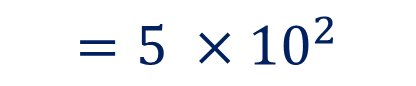 = 5 × 10²